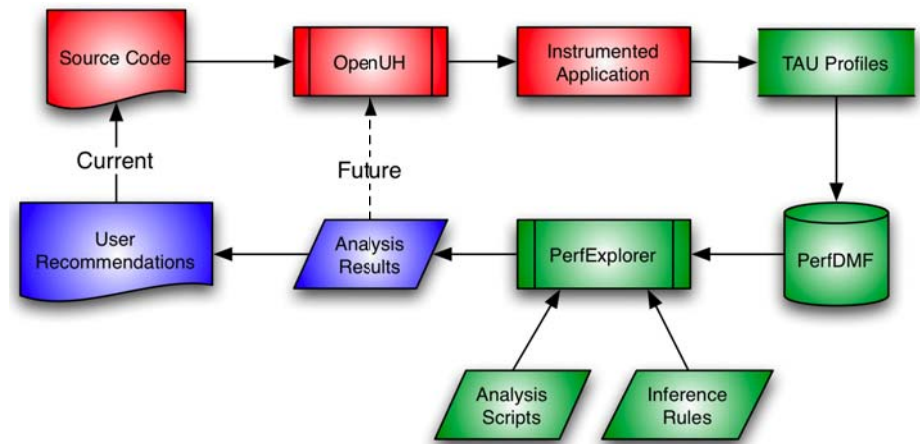 Source Code
OpenUH
Instrumented
Application
TAU Profiles
Current
Future
User
Recommendations
Analysis
Results
PerfExplorer
PerfDMF
Analysis
Scripts
Inference
Rules